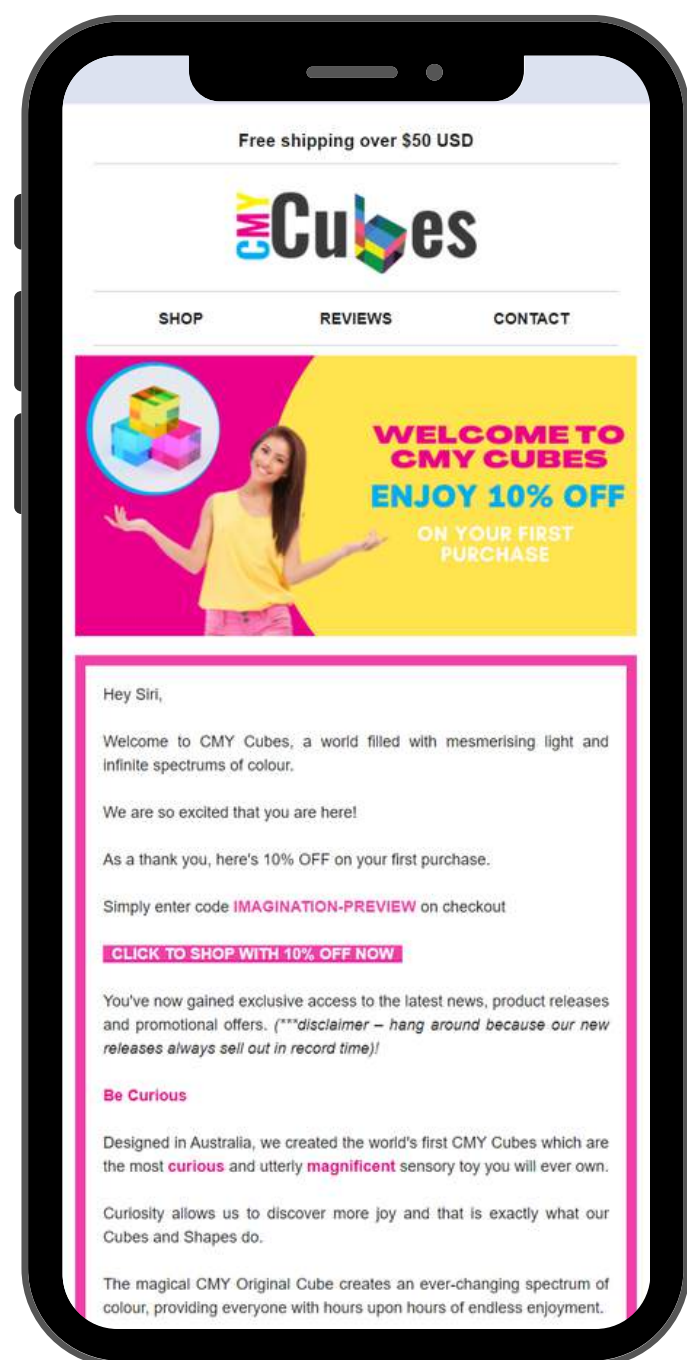 Free shipping over $50 USD
CMY Cubes
SHOP REVIEWS CONTACT
WELCOME TO
CMY CUBES
ENJOY 10% OFF
ON YOUR FIRST
PURCHASE
Hey Siri,
Welcome to CMY Cubes, a world filled with mesmerising light and
infinite spectrums of colour.
We are so excited that you are here!
As a thank you, here's 10% OFF on your first purchase.
Simply enter code IMAGINATION-PREVIEW on checkout
CLICK TO SHOP WITH 10% OFF NOW
You've now gained exclusive access to the latest news, product releases
and promotional offers. (***disclaimer – hang around because our new
releases always sell out in record time)!
Be Curious
Designed in Australia, we created the world's first CMY Cubes which are
the most curious and utterly magnificent sensory toy you will ever own.
Curiosity allows us to discover more joy and that is exactly what our
Cubes and Shapes do.
The magical CMY Original Cube creates an ever-changing spectrum of
colour, providing everyone with hours upon hours of endless enjoyment.